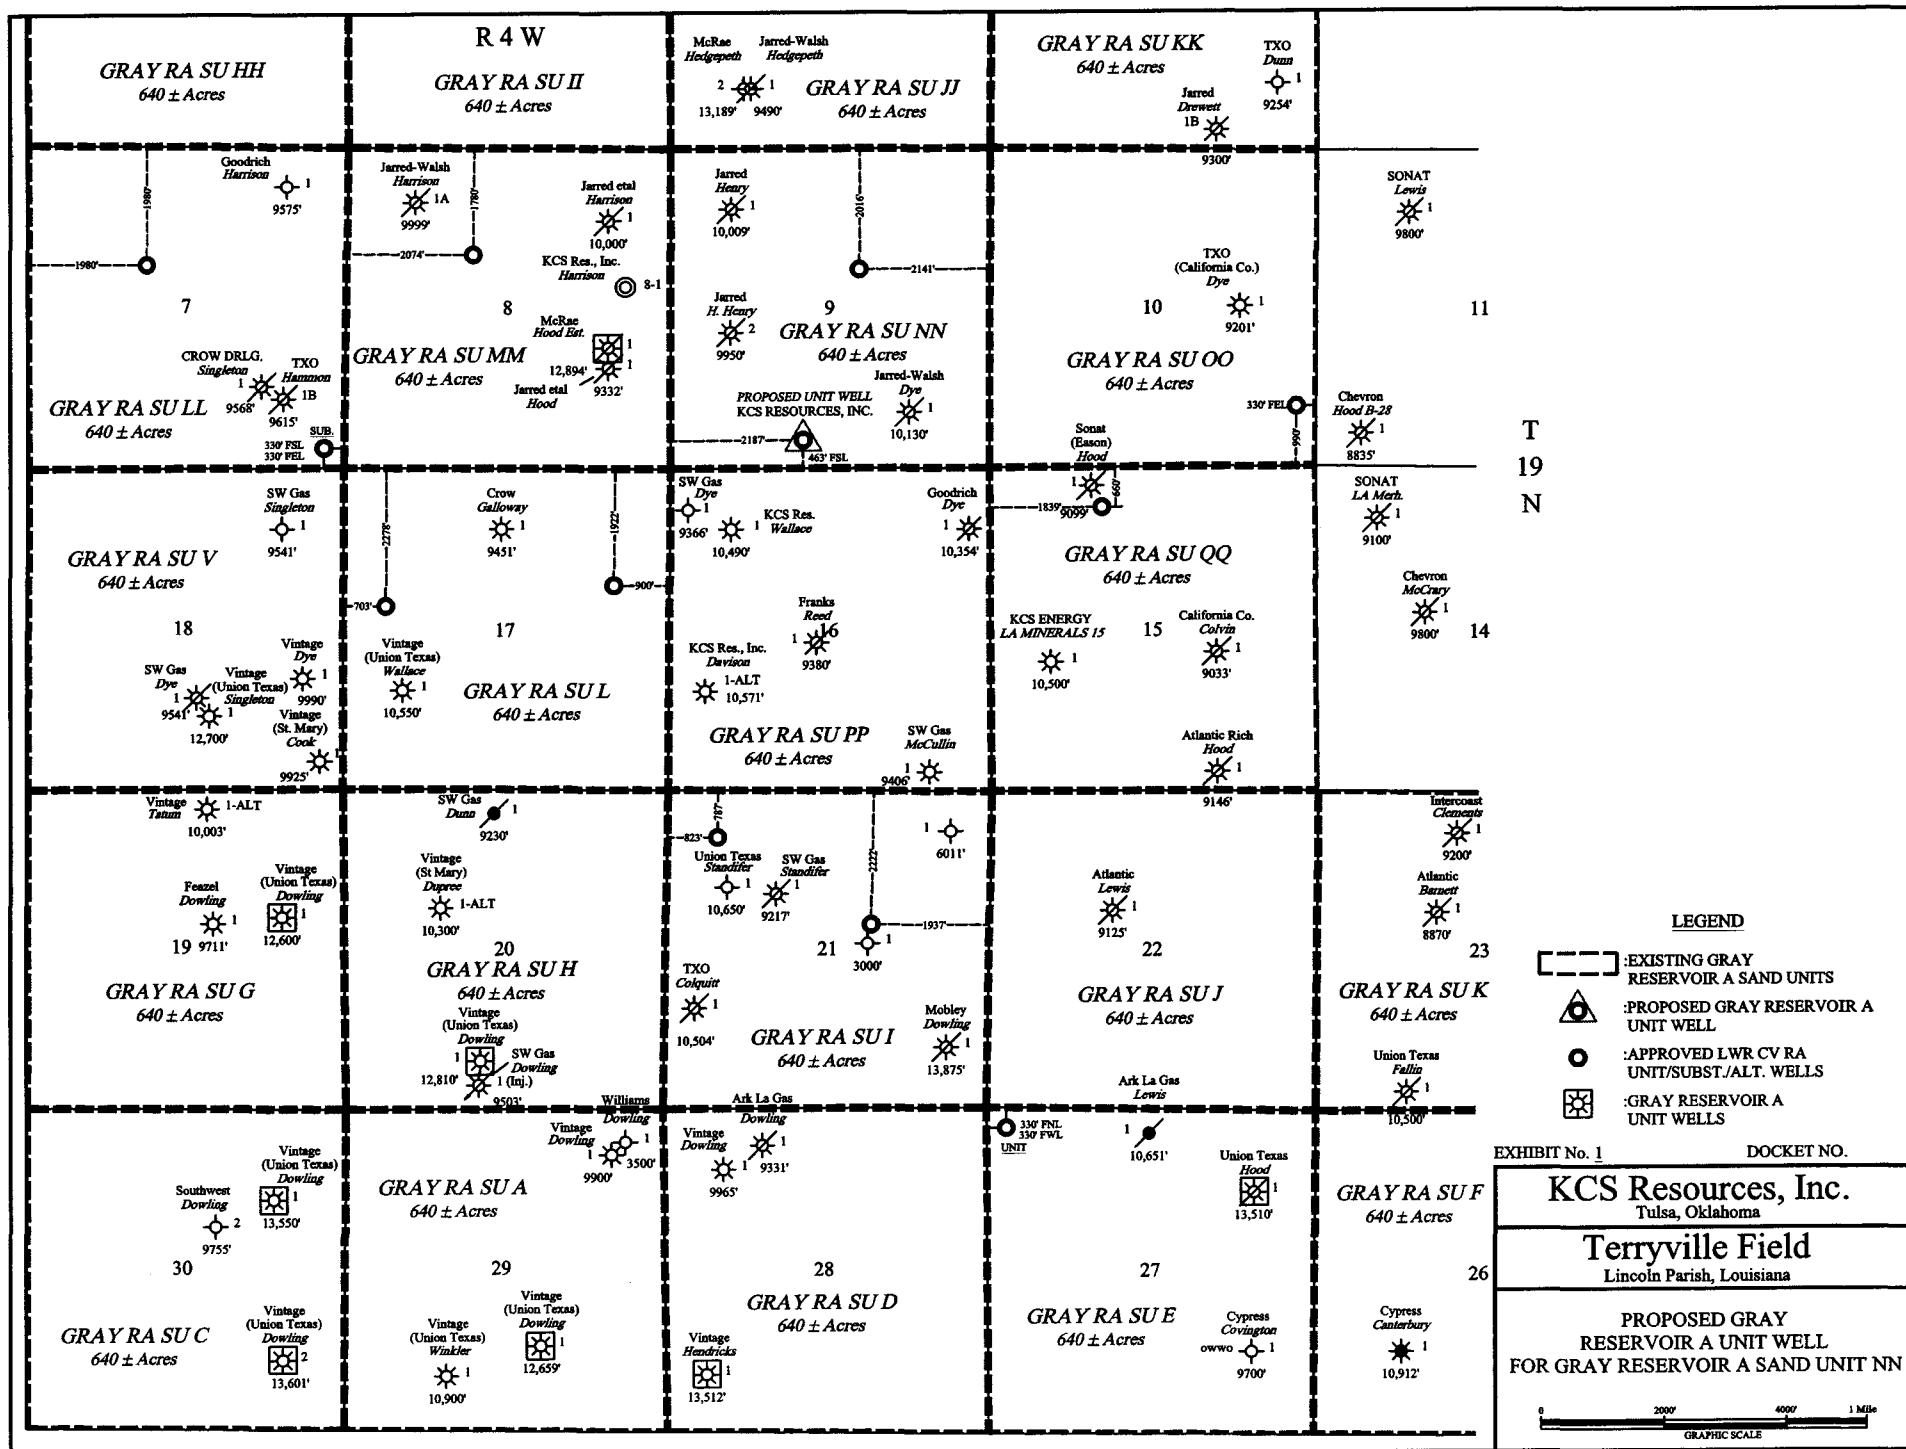 R 4 W
GRAY RA SU HH
640 ± Acres
GRAY RA SU II
640 ± Acres
McRae
Hedgepeth
2
13,189'
Jarred-Walsh
Hedgepeth
1
9490'
GRAY RA SU JJ
640 ± Acres
GRAY RA SU KK
640 ± Acres
TXO
Dunn
1
9254'
Jarred
Drewett
1B
9300'
1980'
1980'
Goodrich
Harrison
1
9575'
7
CROW DRLG.
Singleton
1
9568'
TXO
Hammon
1B
9615'
GRAY RA SU LL
640 ± Acres
SUB.
330' FSL
330' FEL
Jarred-Walsh
Harrison
1A
9999'
1780'
2074'
Jarred etal
Harrison
1
10,000'
KCS Res., Inc.
Harrison
8-1
8
McRae
Hood Est.
1
12,894'
1
9332'
Jarred etal
Hood
GRAY RA SU MM
640 ± Acres
Jarred
Henry
1
10,009'
2016'
2141'
Jarred
H. Henry
2
9950'
9
GRAY RA SU NN
640 ± Acres
Jarred-Walsh
Dye
1
10,130'
PROPOSED UNIT WELL
KCS RESOURCES, INC.
2187'
463' FSL
TXO
(California Co.)
Dye
1
9201'
10
GRAY RA SU OO
640 ± Acres
330' FEL
990'
SONAT
Lewis
1
9800'
11
Chevron
Hood B-28
1
8835'
T
19
N
SW Gas
Singleton
1
9541'
GRAY RA SU V
640 ± Acres
18
SW Gas
Dye
1
9541'
Vintage
(Union Texas)
Singleton
1
12,700'
Vintage
Dye
1
9990'
Vintage
(St. Mary)
Cook
1
9925'
2278'
703'
Crow
Galloway
1
9451'
1922'
900'
17
Vintage
(Union Texas)
Wallace
1
10,550'
GRAY RA SU L
640 ± Acres
SW Gas
Dye
1
9366'
KCS Res.
Wallace
1
10,490'
Goodrich
Dye
1
10,354'
Franks
Reed
1
16
9380'
KCS Res., Inc.
Davison
1-ALT
10,571'
GRAY RA SU PP
640 ± Acres
SW Gas
McCullin
1
9406'
Sonat
(Eason)
Hood
1
9099'
1839'
660'
GRAY RA SU QQ
640 ± Acres
KCS ENERGY
LA MINERALS 15
1
10,500'
15
California Co.
Colvin
1
9033'
Atlantic Rich
Hood
1
9146'
SONAT
LA Merh.
1
9100'
Chevron
McCrary
1
9800'
14
Vintage
Tatum
1-ALT
10,003'
Feazel
Dowling
1
9711'
Vintage
(Union Texas)
Dowling
1
12,600'
19
GRAY RA SU G
640 ± Acres
SW Gas
Dunn
1
9230'
Vintage
(St Mary)
Dupree
1-ALT
10,300'
20
GRAY RA SU H
640 ± Acres
Vintage
(Union Texas)
Dowling
1
12,810'
SW Gas
Dowling
1 (Inj.)
9503'
787'
823'
Union Texas
Standifer
1
10,650'
SW Gas
Standifer
1
9217'
2222'
1
6011'
1937'
1
3000'
21
TXO
Colquitt
1
10,504'
GRAY RA SU I
640 ± Acres
Mobley
Dowling
1
13,875'
Atlantic
Lewis
1
9125'
22
GRAY RA SU J
640 ± Acres
Ark La Gas
Lewis
1
10,651'
Intercoast
Clements
1
9200'
Atlantic
Barnett
1
8870'
23
GRAY RA SU K
640 ± Acres
Union Texas
Fallin
1
10,500'
Southwest
Dowling
2
9755'
Vintage
(Union Texas)
Dowling
1
13,550'
30
GRAY RA SU C
640 ± Acres
Vintage
(Union Texas)
Dowling
2
13,601'
Williams
Dowling
1
3500'
Vintage
Dowling
1
9900'
GRAY RA SU A
640 ± Acres
29
Vintage
(Union Texas)
Winkler
1
10,900'
Vintage
(Union Texas)
Dowling
1
12,659'
Ark La Gas
Dowling
1
9331'
Vintage
Dowling
1
9965'
28
GRAY RA SU D
640 ± Acres
Vintage
Hendricks
1
13,512'
330' FNL
330' FWL
UNIT
Union Texas
Hood
1
13,510'
27
GRAY RA SU E
640 ± Acres
Cypress
Covington
OWWO
1
9700'
GRAY RA SU F
640 ± Acres
26
Cypress
Canterbury
1
10,912'
LEGEND
:EXISTING GRAY
RESERVOIR A SAND UNITS
:PROPOSED GRAY RESERVOIR A
UNIT WELL
:APPROVED LWR CV RA
UNIT/SUBST./ALT. WELLS
:GRAY RESERVOIR A
UNIT WELLS
EXHIBIT No. 1
DOCKET NO.
KCS Resources, Inc.
Tulsa, Oklahoma
Terryville Field
Lincoln Parish, Louisiana
PROPOSED GRAY
RESERVOIR A UNIT WELL
FOR GRAY RESERVOIR A SAND UNIT NN
0 2000' 4000' 1 Mile
GRAPHIC SCALE